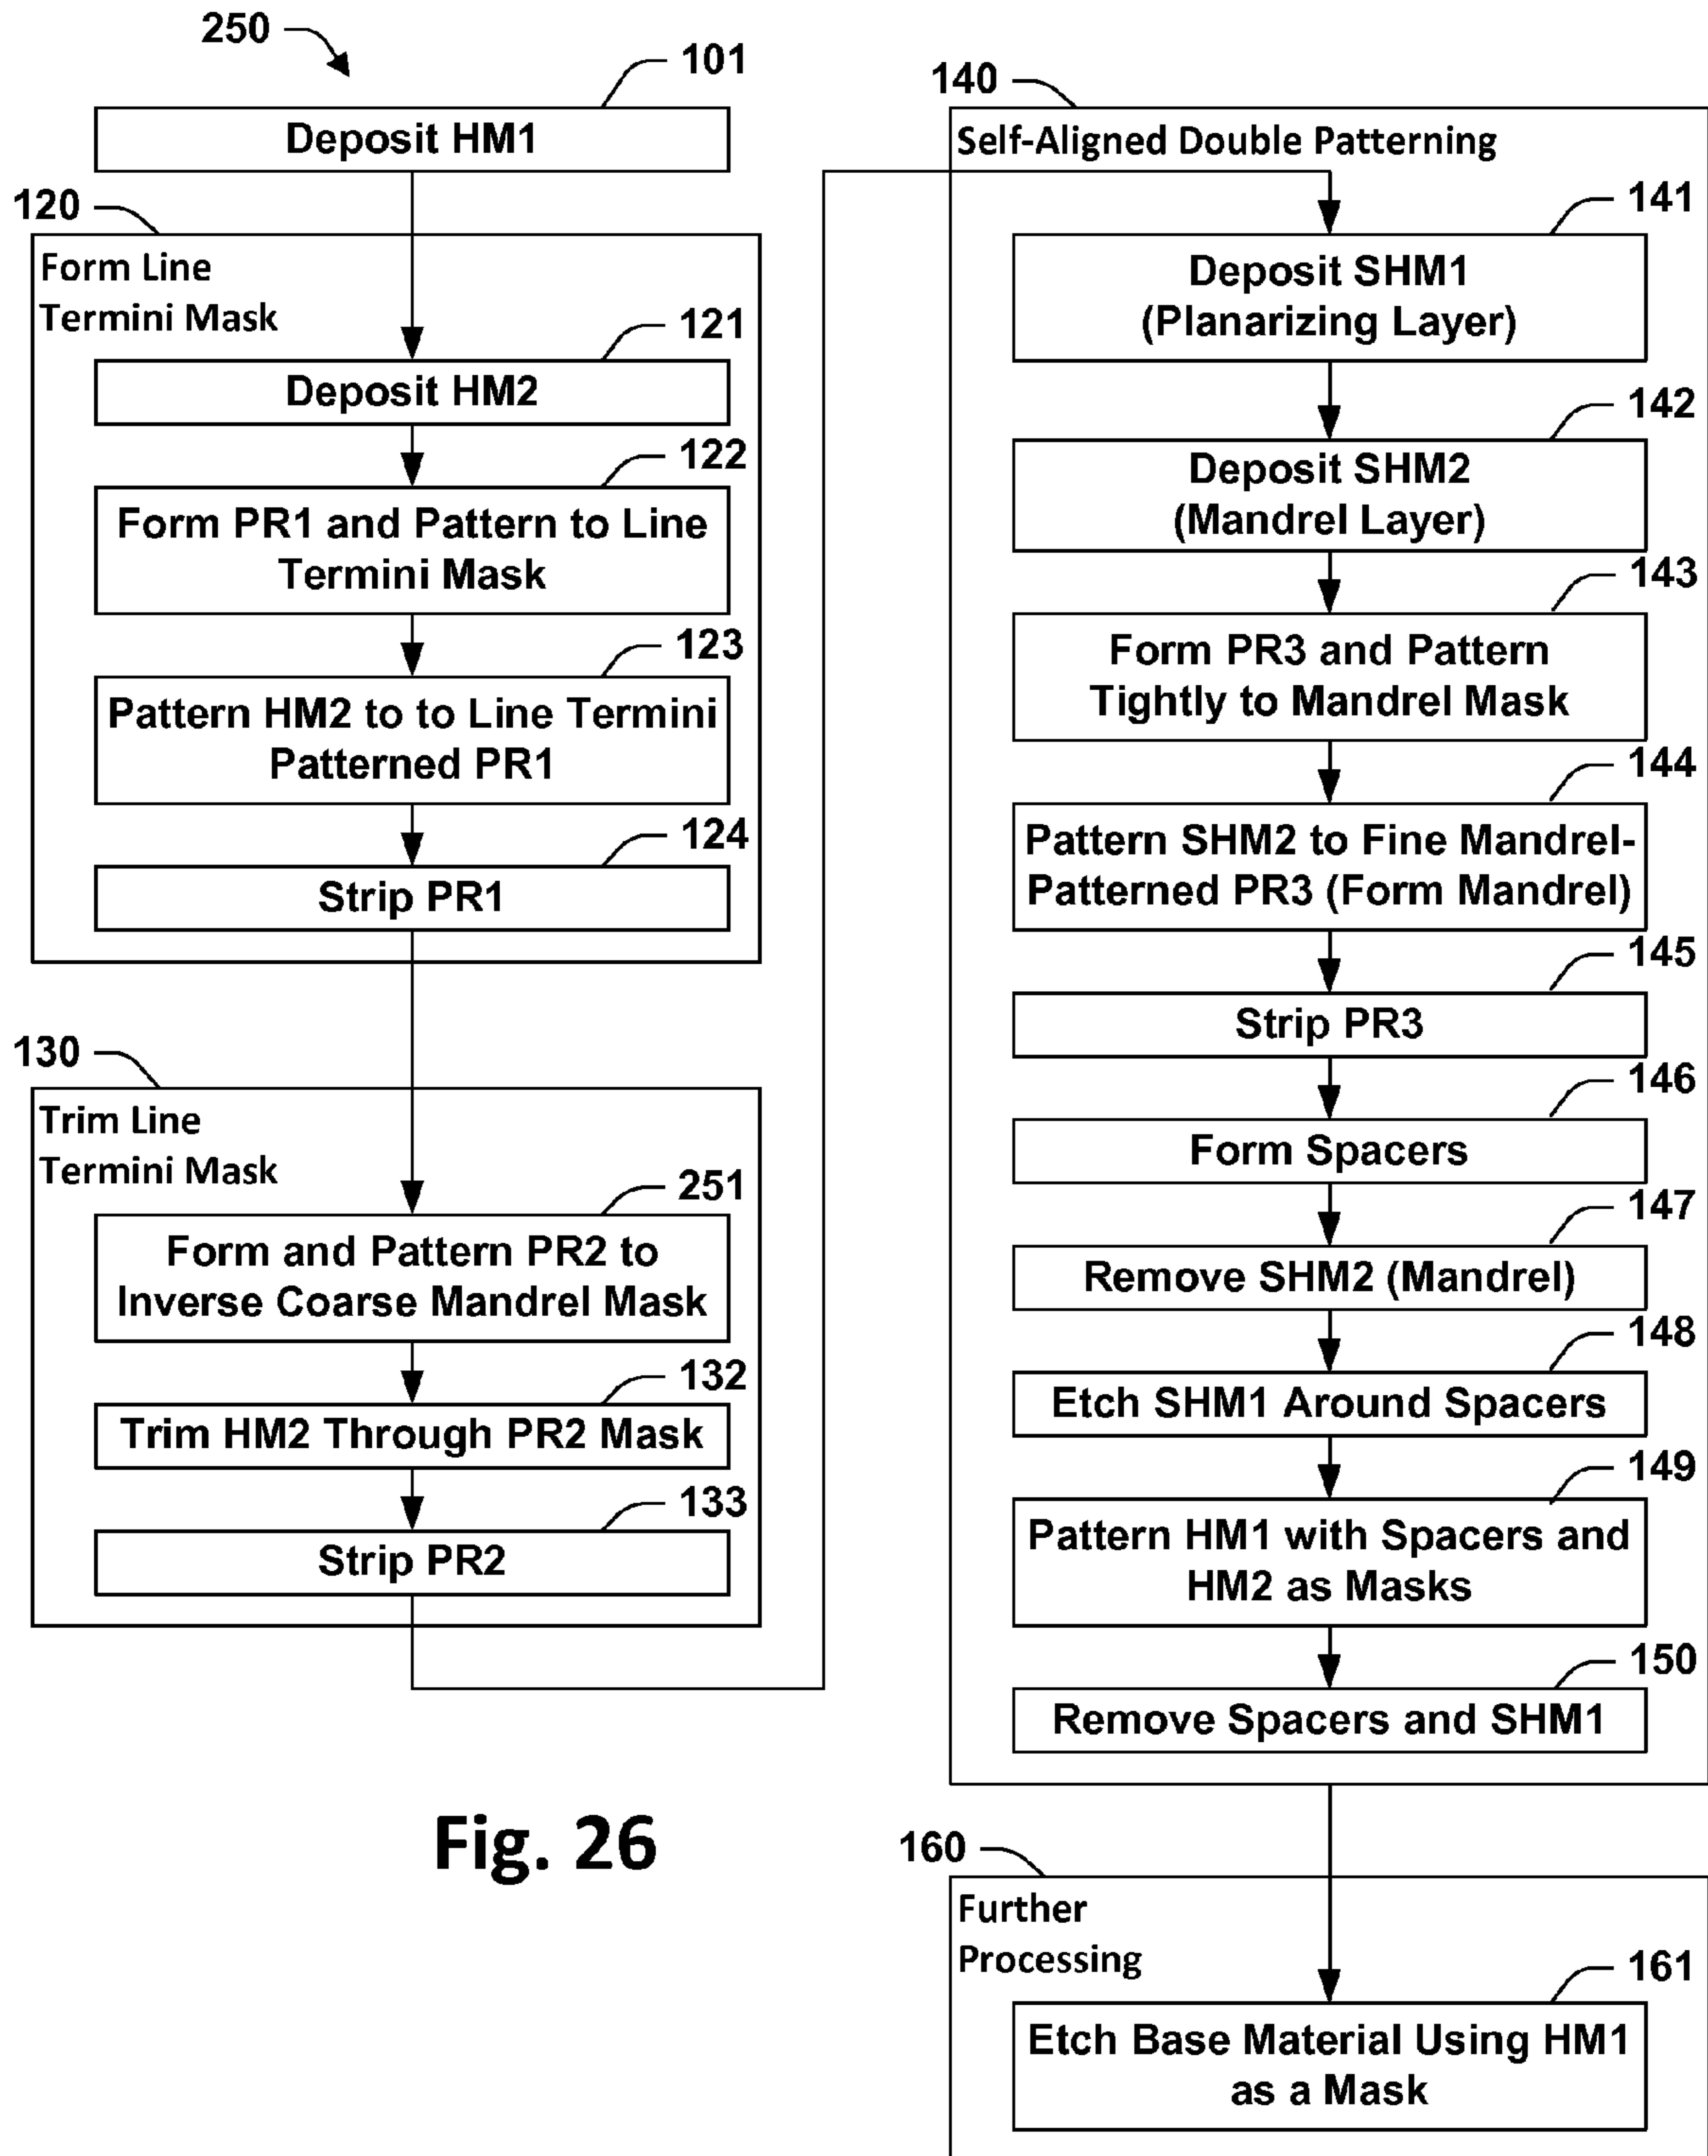 250
101
Deposit HM1
120
Form Line
Termini Mask
121
Deposit HM2
122
Form PR1 and Pattern to Line
Termini Mask
123
Pattern HM2 to to Line Termini
Patterned PR1
124
Strip PR1
130
Trim Line
Termini Mask
251
Form and Pattern PR2 to
Inverse Coarse Mandrel Mask
132
Trim HM2 Through PR2 Mask
133
Strip PR2
140
Self-Aligned Double Patterning
141
Deposit SHM1
(Planarizing Layer)
142
Deposit SHM2
(Mandrel Layer)
143
Form PR3 and Pattern
Tightly to Mandrel Mask
144
Pattern SHM2 to Fine Mandrel-
Patterned PR3 (Form Mandrel)
145
Strip PR3
146
Form Spacers
147
Remove SHM2 (Mandrel)
148
Etch SHM1 Around Spacers
149
Pattern HM1 with Spacers and
HM2 as Masks
150
Remove Spacers and SHM1
160
Further
Processing
161
Etch Base Material Using HM1
as a Mask
Fig. 26